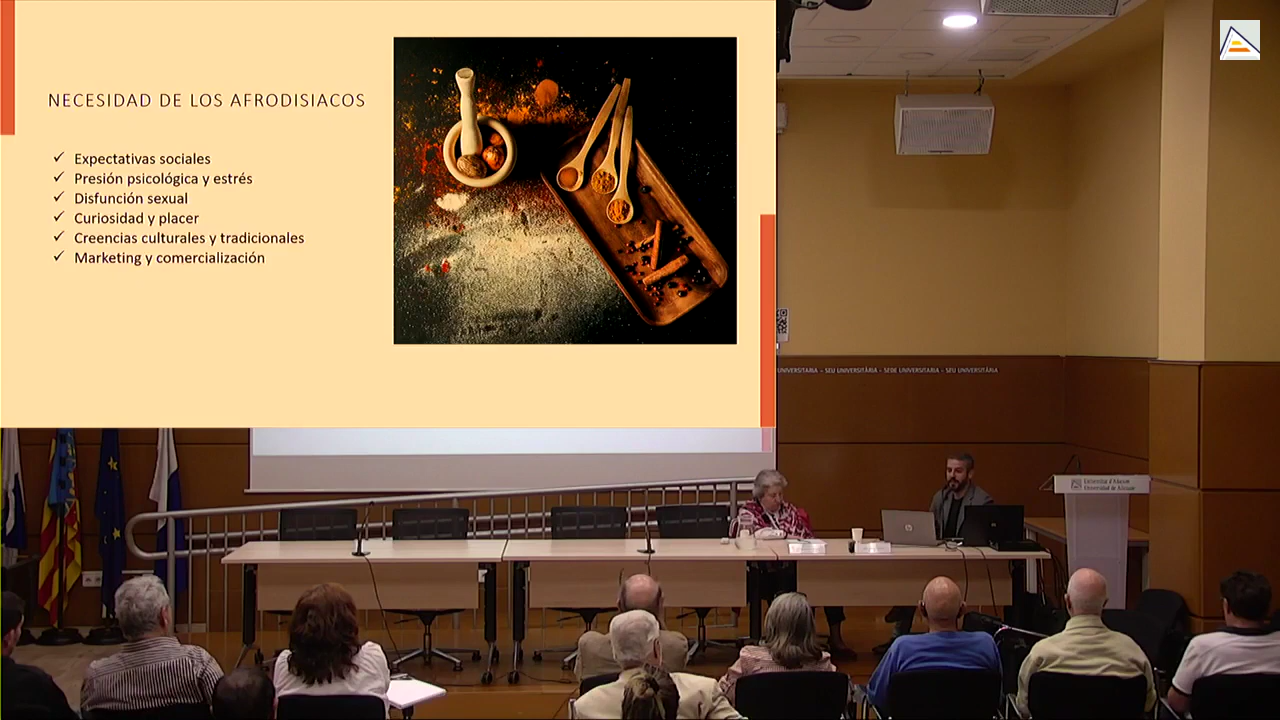 NECESIDAD DE LOS AFRODISIACOS
✓ Expectativas sociales
✓ Presión psicológica y estrés
✓ Disfunción sexual
✓ Curiosidad y placer
✓ Creencias culturales y tradicionales
✓ Marketing y comercialización
UNIVERSITARIA – SEU UNIVERSITÀRIA – SEDE UNIVERSITARIA – SEU UNIVERSITÀRIA
Universitat d'Alacant
Universidad de Alicante